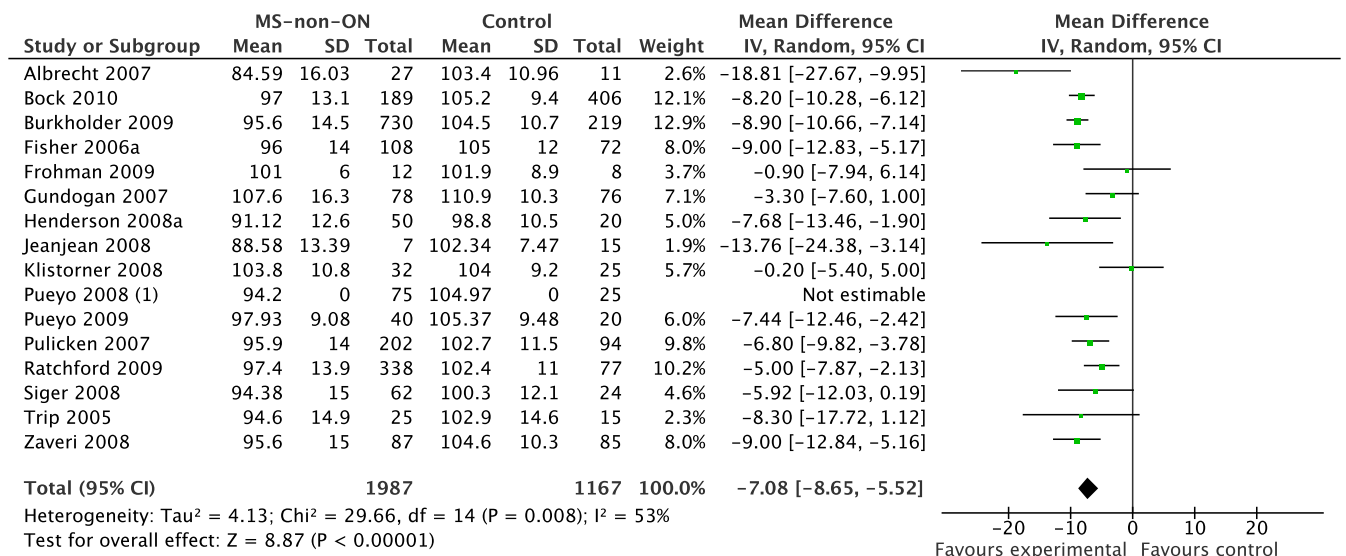 MS-non-ON Control Mean Difference Mean Difference
Study or Subgroup Mean SD Total Mean SD Total Weight IV, Random, 95% CI IV, Random, 95% CI
Albrecht 2007 84.59 16.03 27 103.4 10.96 11 2.6% -18.81 [-27.67, -9.95]
Bock 2010 97 13.1 189 105.2 9.4 406 12.1% -8.20 [-10.28, -6.12]
Burkholder 2009 95.6 14.5 730 104.5 10.7 219 12.9% -8.90 [-10.66, -7.14]
Fisher 2006a 96 14 108 105 12 72 8.0% -9.00 [-12.83, -5.17]
Frohman 2009 101 6 12 101.9 8.9 8 3.7% -0.90 [-7.94, 6.14]
Gundogan 2007 107.6 16.3 78 110.9 10.3 76 7.1% -3.30 [-7.60, 1.00]
Henderson 2008a 91.12 12.6 50 98.8 10.5 20 5.0% -7.68 [-13.46, -1.90]
Jeanjean 2008 88.58 13.39 7 102.34 7.47 15 1.9% -13.76 [-24.38, -3.14]
Klistorner 2008 103.8 10.8 32 104 9.2 25 5.7% -0.20 [-5.40, 5.00]
Pueyo 2008 (1) 94.2 0 75 104.97 0 25 Not estimable
Pueyo 2009 97.93 9.08 40 105.37 9.48 20 6.0% -7.44 [-12.46, -2.42]
Pulicken 2007 95.9 14 202 102.7 11.5 94 9.8% -6.80 [-9.82, -3.78]
Ratchford 2009 97.4 13.9 338 102.4 11 77 10.2% -5.00 [-7.87, -2.13]
Siger 2008 94.38 15 62 100.3 12.1 24 4.6% -5.92 [-12.03, 0.19]
Trip 2005 94.6 14.9 25 102.9 14.6 15 2.3% -8.30 [-17.72, 1.12]
Zaveri 2008 95.6 15 87 104.6 10.3 85 8.0% -9.00 [-12.84, -5.16]
Total (95% CI) 1987 1167 100.0% -7.08 [-8.65, -5.52]
Heterogeneity: Tau² = 4.13; Chi² = 29.66, df = 14 (P = 0.008); I² = 53%
Test for overall effect: Z = 8.87 (P < 0.00001)
-20 -10 0 10 20
Favours experimental Favours control